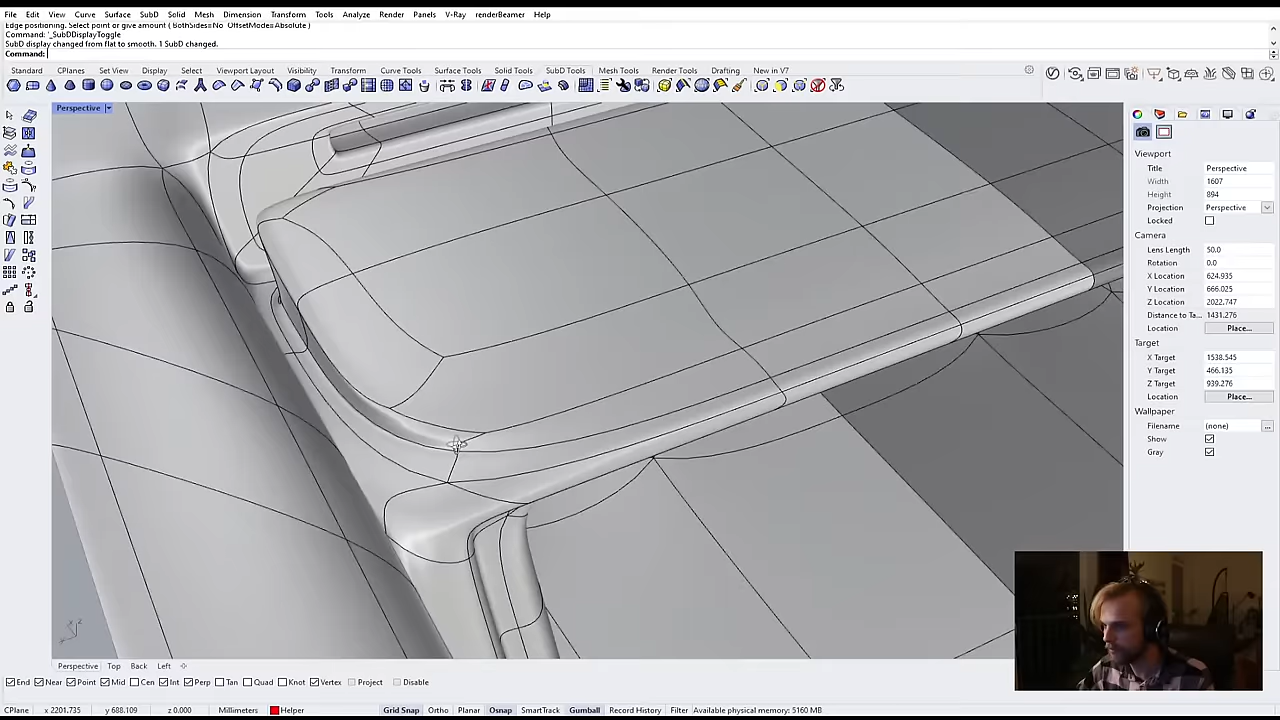 File Edit View Curve Surface SubD Solid Mesh Dimension Transform Tools Analyze Render Panels V-Ray renderBeamer Window Help
Edge positioning. Select point or give amount ( BothSides=No OffsetMode=Absolute )
Command: '_SubDDisplayToggle
SubD display changed from flat to smooth. 1 SubD changed.
Command:
Standard CPlanes Set View Display Select Viewport Layout Visibility Transform Curve Tools Surface Tools Solid Tools SubD Tools Mesh Tools Render Tools Drafting New in V7
Perspective
Viewport
Title Perspective
Width 1607
Height 894
Projection Perspective
Locked
Camera
Lens Length 50.0
Rotation 0.0
X Location 624.935
Y Location 666.025
Z Location 2022.747
Distance to Ta... 1431.276
Location Place...
Target
X Target 1538.545
Y Target 466.135
Z Target 939.276
Location Place...
Wallpaper
Filename (none) ...
Show
Gray
z
Perspective Top Back Left
End Near Point Mid Cen Int Perp Tan Quad Knot Vertex Project Disable
CPlane x 2201.735 y 688.109 z 0.000 Millimeters Helper Grid Snap Ortho Planar Osnap SmartTrack Gumball Record History Filter Available physical memory: 5160 MB